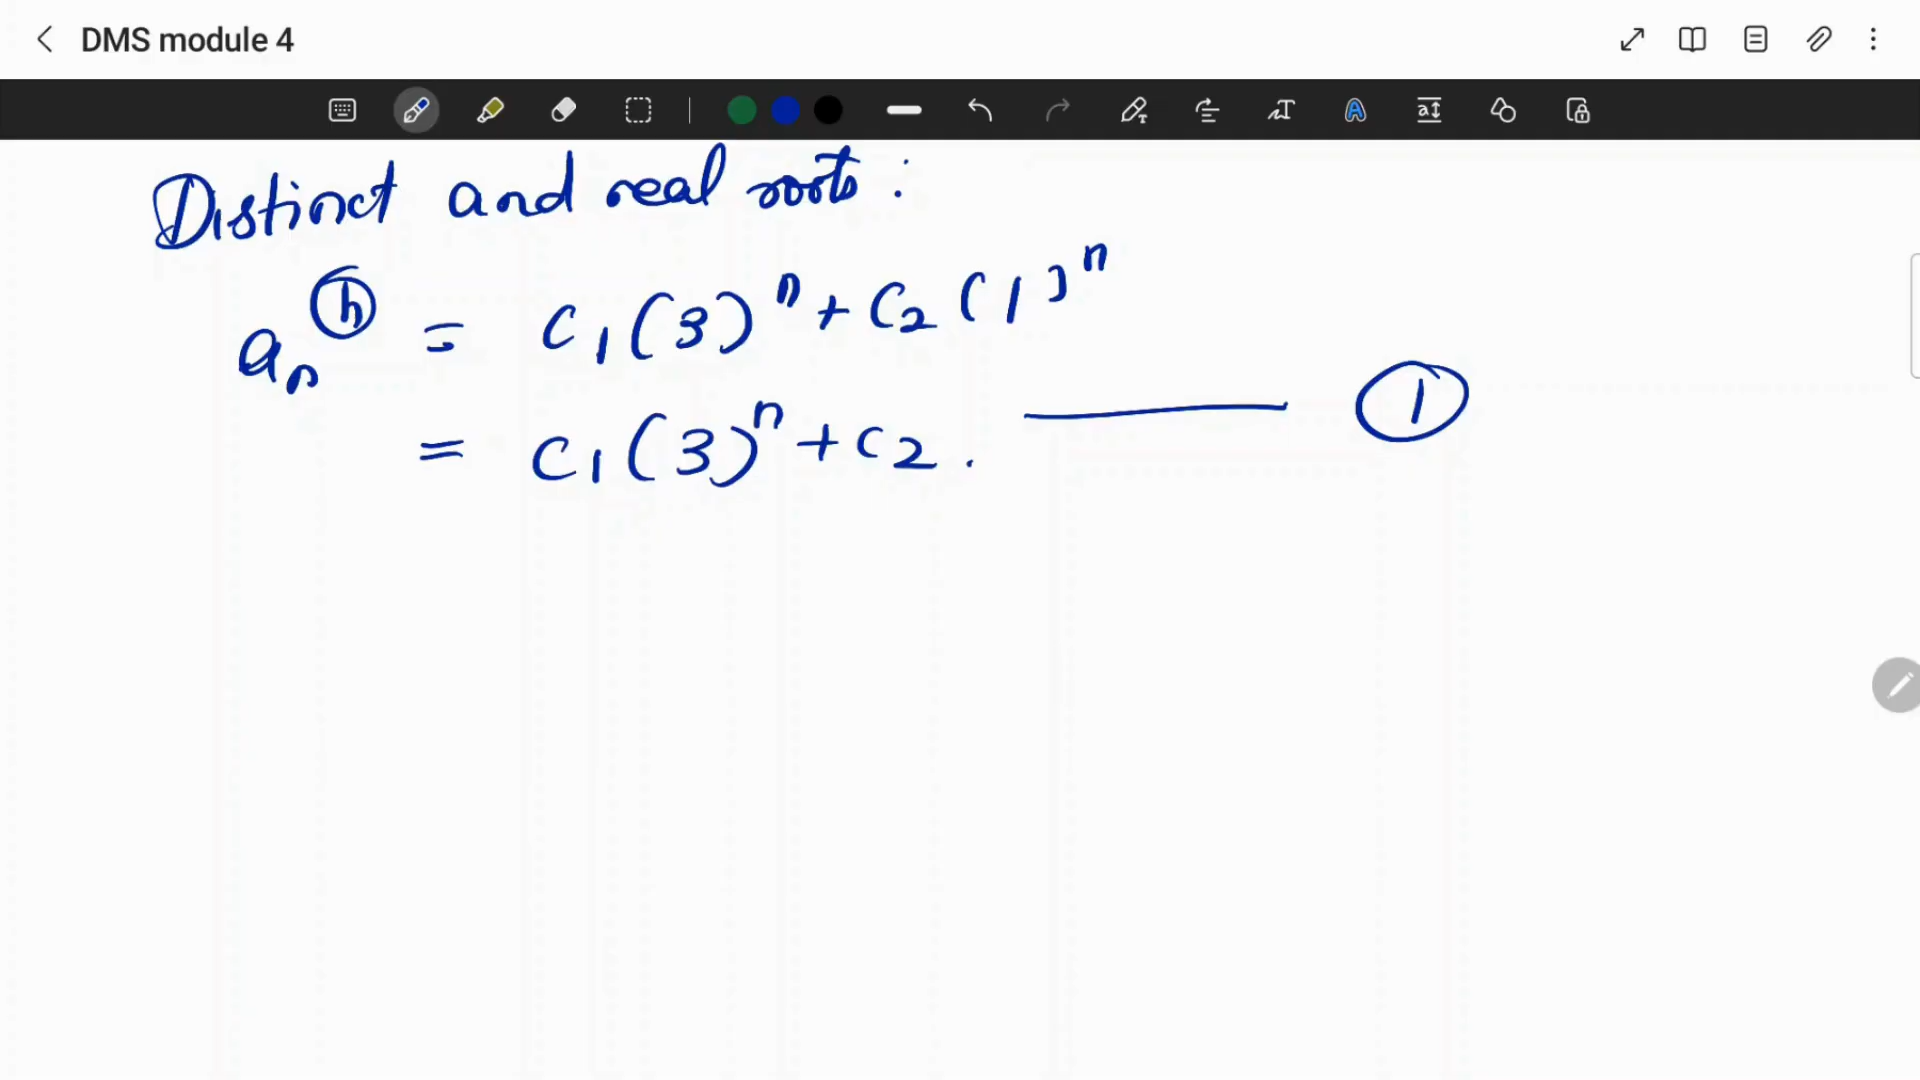 DMS module 4
Distinct and real roots :
aₙ⁽ʰ⁾ = C₁(3)ⁿ + C₂(1)ⁿ
= C₁(3)ⁿ + C₂ . ——— ①